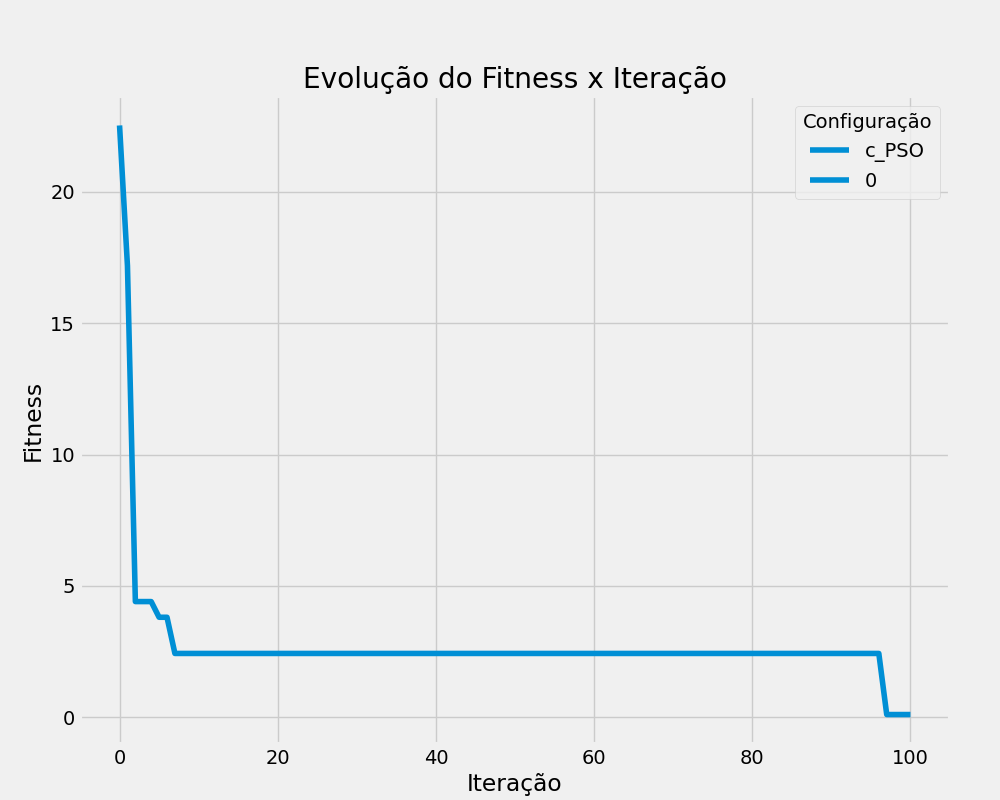 Evolução do Fitness x Iteração
Configuração
c_PSO
0
Fitness
20
15
10
5
0
0 20 40 60 80 100
Iteração